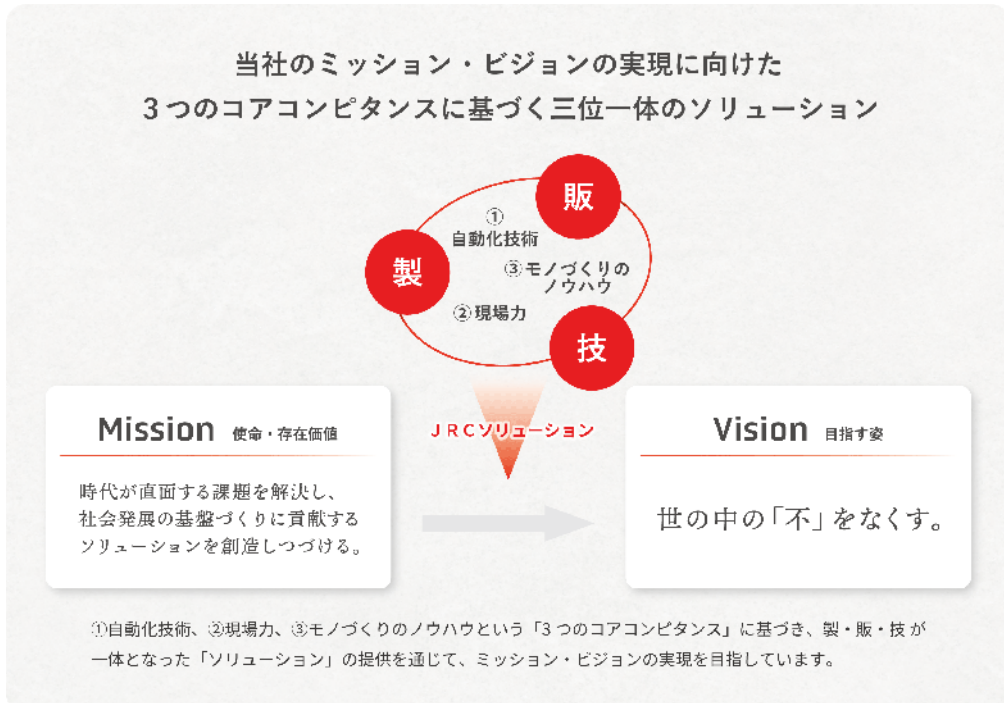 当社のミッション・ビジョンの実現に向けた
3つのコアコンピタンスに基づく三位一体のソリューション
販
①
自動化技術
製
③モノづくりの
ノウハウ
②現場力
技
JRCソリューション
Mission 使命・存在価値
時代が直面する課題を解決し、
社会発展の基盤づくりに貢献する
ソリューションを創造しつづける。
Vision 目指す姿
世の中の「不」をなくす。
①自動化技術、②現場力、③モノづくりのノウハウという「3つのコアコンピタンス」に基づき、製・販・技が
一体となった「ソリューション」の提供を通じて、ミッション・ビジョンの実現を目指しています。